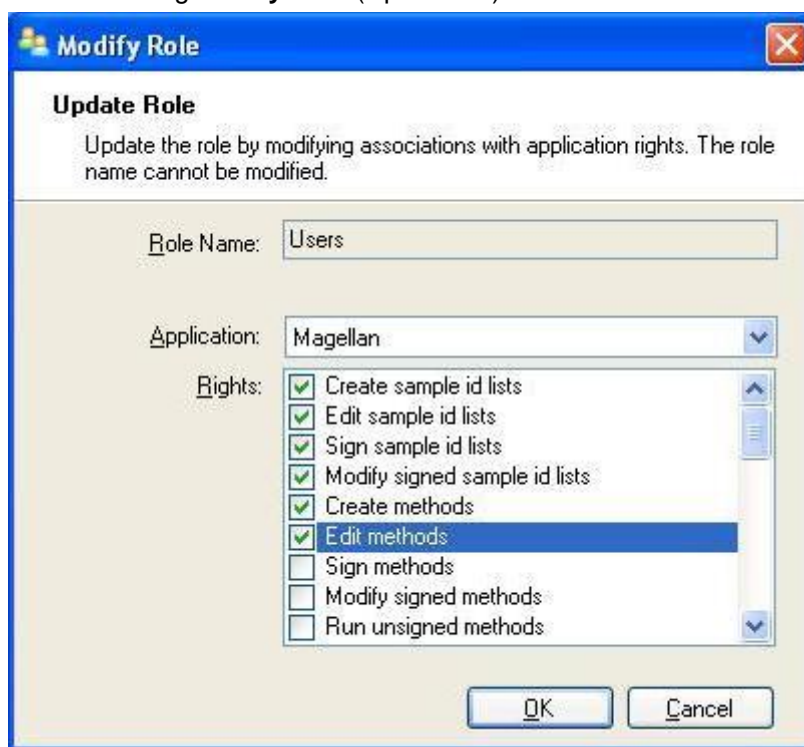 Modify Role
Update Role
Update the role by modifying associations with application rights. The role
name cannot be modified.
Role Name: Users
Application: Magellan
Rights: Create sample id lists
Edit sample id lists
Sign sample id lists
Modify signed sample id lists
Create methods
Edit methods
Sign methods
Modify signed methods
Run unsigned methods
OK Cancel